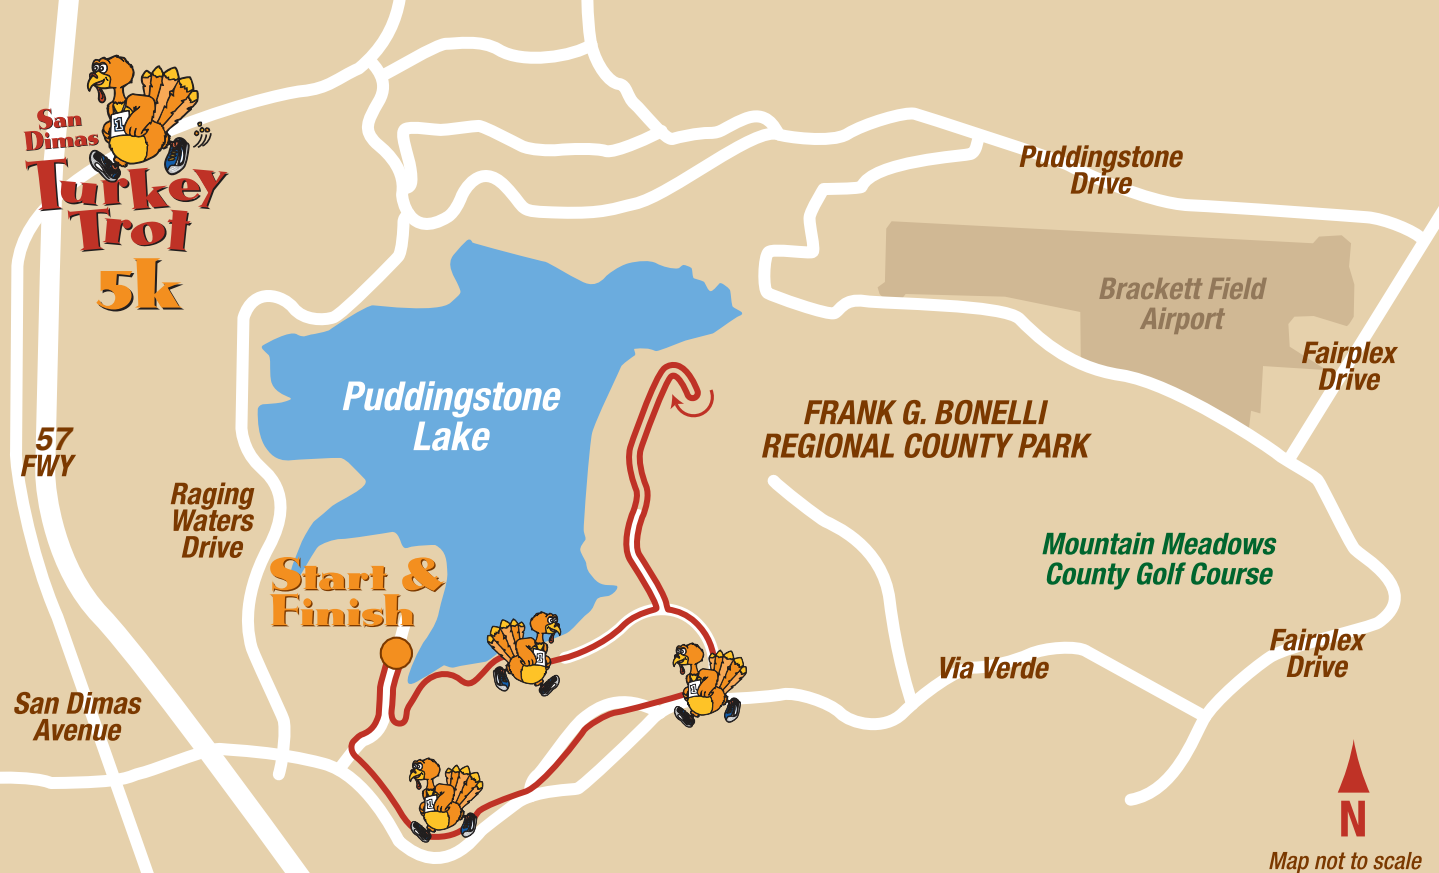 San
Dimas
Turkey
Trot
5k
Puddingstone
Drive
Brackett Field
Airport
Fairplex
Drive
Puddingstone
Lake
FRANK G. BONELLI
REGIONAL COUNTY PARK
57
FWY
Raging
Waters
Drive
Mountain Meadows
County Golf Course
Start &
Finish
Fairplex
Drive
Via Verde
San Dimas
Avenue
N
Map not to scale